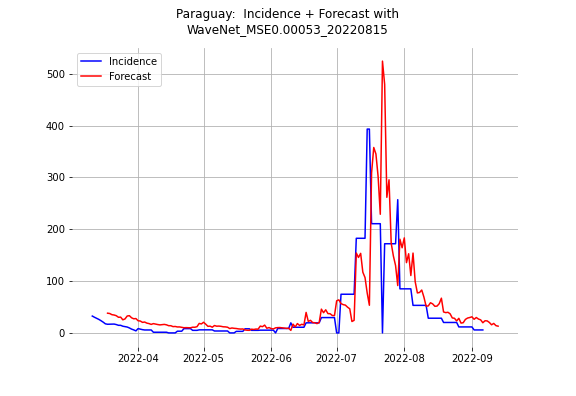 Paraguay:  Incidence + Forecast with
WaveNet_MSE0.00053_20220815
Incidence
Forecast
500
400
300
200
100
0
2022-04 2022-05 2022-06 2022-07 2022-08 2022-09